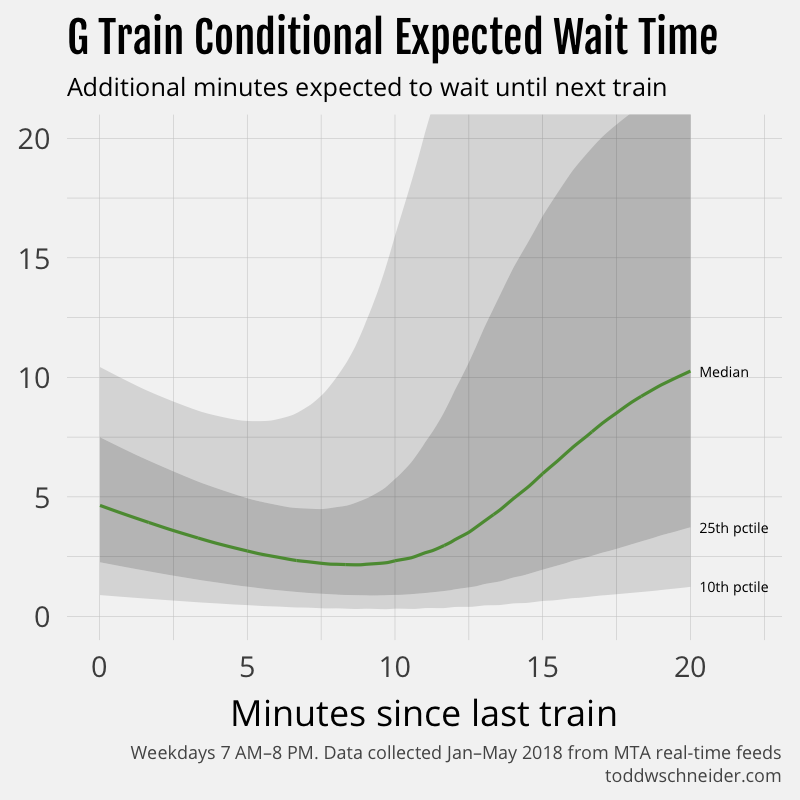 G Train Conditional Expected Wait Time
Additional minutes expected to wait until next train
20
15
10
5
0
Median
25th pctile
10th pctile
0 5 10 15 20
Minutes since last train
Weekdays 7 AM–8 PM. Data collected Jan–May 2018 from MTA real-time feeds
toddwschneider.com